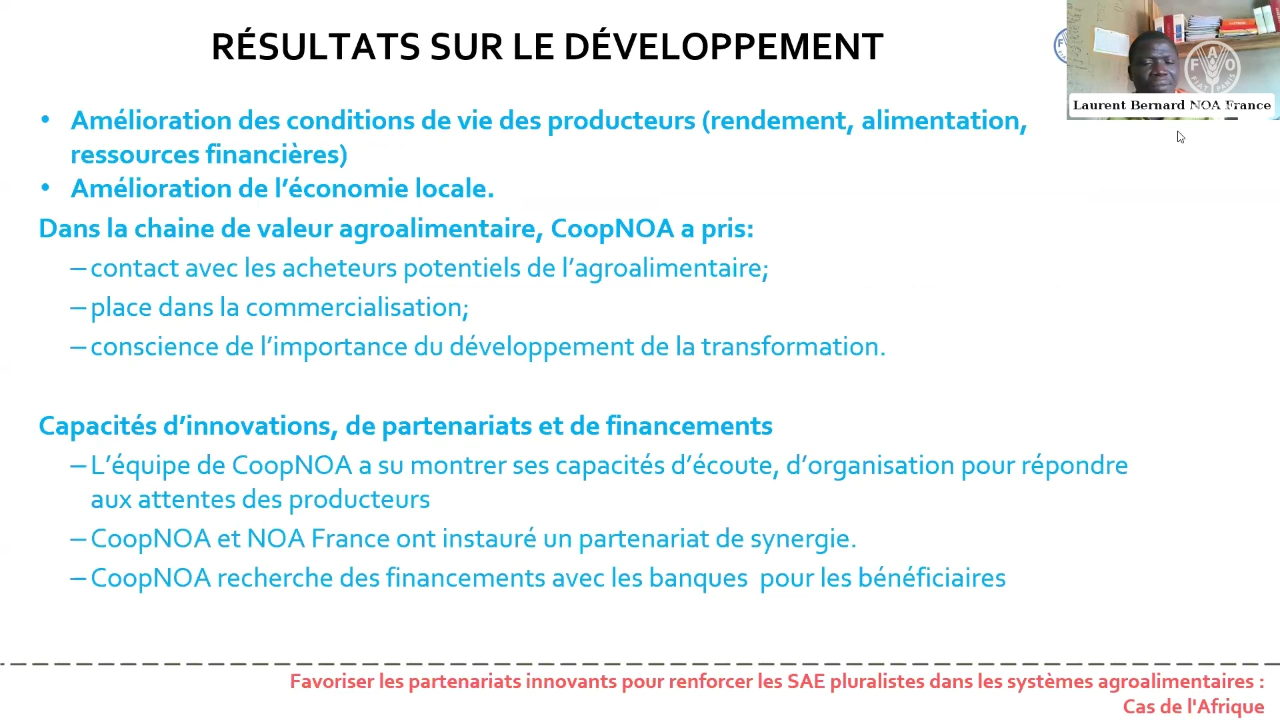 RÉSULTATS SUR LE DÉVELOPPEMENT
Laurent Bernard NOA France
• Amélioration des conditions de vie des producteurs (rendement, alimentation,
ressources financières)
• Amélioration de l’économie locale.
Dans la chaine de valeur agroalimentaire, CoopNOA a pris:
– contact avec les acheteurs potentiels de l’agroalimentaire;
– place dans la commercialisation;
– conscience de l’importance du développement de la transformation.
Capacités d’innovations, de partenariats et de financements
– L’équipe de CoopNOA a su montrer ses capacités d’écoute, d’organisation pour répondre
aux attentes des producteurs
– CoopNOA et NOA France ont instauré un partenariat de synergie.
– CoopNOA recherche des financements avec les banques pour les bénéficiaires
Favoriser les partenariats innovants pour renforcer les SAE pluralistes dans les systèmes agroalimentaires :
Cas de l'Afrique